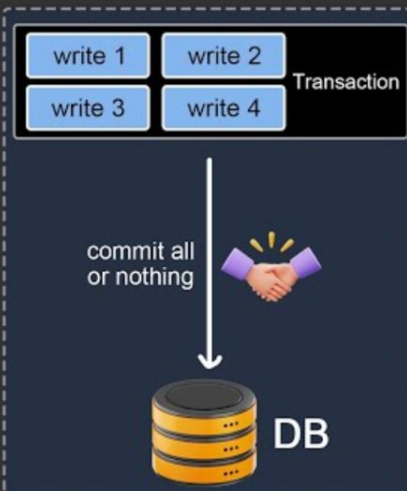 write 1 write 2
Transaction
write 3 write 4
commit all
or nothing
DB